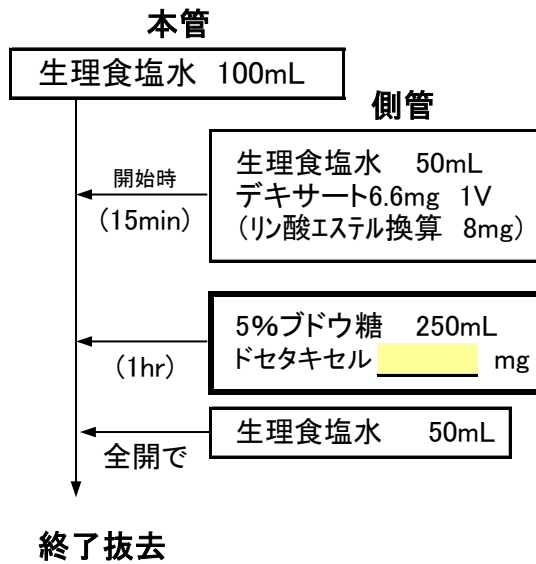 本管
生理食塩水 100mL
側管
生理食塩水 50mL
デキサート6.6mg 1V
(リン酸エステル換算 8mg)
開始時
(15min)
5%ブドウ糖 250mL
ドセタキセル mg
(1hr)
生理食塩水 50mL
全開で
終了抜去